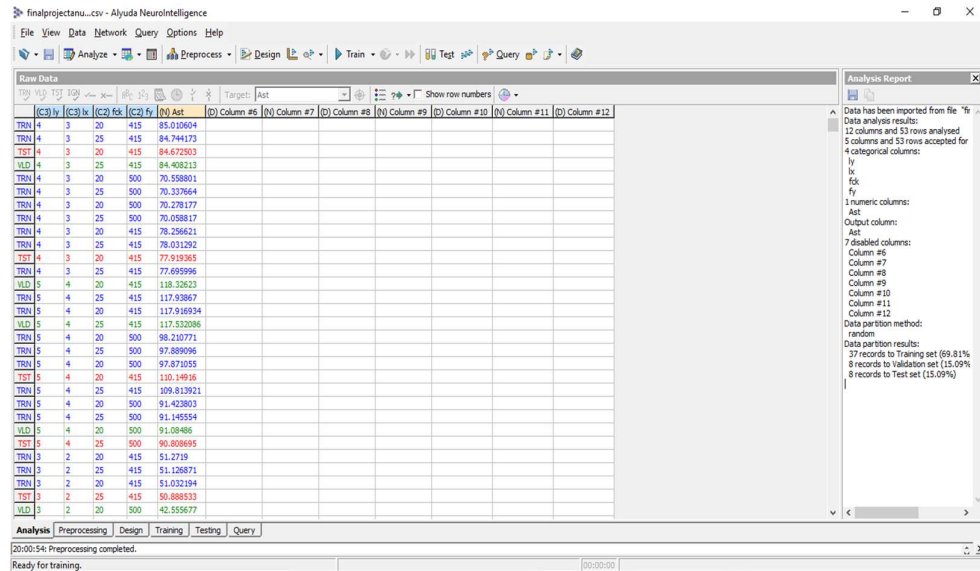 finalprojectanu...csv - Alyuda NeuroIntelligence
File View Data Network Query Options Help
Analyze Preprocess Design Train Test Query
Raw Data
TRN VLD TST IGN Target: Ast Show row numbers
(C3) ly (C3) lx (C2) fck (C2) fy (N) Ast (D) Column #6 (N) Column #7 (D) Column #8 (N) Column #9 (D) Column #10 (N) Column #11 (D) Column #12
TRN 4 3 20 415 85.010604
TRN 4 3 25 415 84.744173
TST 4 3 20 415 84.672503
VLD 4 3 25 415 84.408213
TRN 4 3 20 500 70.558801
TRN 4 3 25 500 70.337664
TRN 4 3 20 500 70.278177
TRN 4 3 25 500 70.058817
TRN 4 3 20 415 78.256621
TRN 4 3 25 415 78.031292
TST 4 3 20 415 77.919365
TRN 4 3 25 415 77.695996
VLD 5 4 20 415 118.32623
TRN 5 4 25 415 117.93867
TRN 5 4 20 415 117.916934
VLD 5 4 25 415 117.532086
TRN 5 4 20 500 98.210771
TRN 5 4 25 500 97.889096
TRN 5 4 20 500 97.871055
TST 5 4 20 415 110.14916
TRN 5 4 25 415 109.813921
TRN 5 4 20 500 91.423803
TRN 5 4 25 500 91.145554
VLD 5 4 20 500 91.08486
TST 5 4 25 500 90.808695
TRN 3 2 20 415 51.2719
TRN 3 2 25 415 51.126871
TRN 3 2 20 415 51.032194
TST 3 2 25 415 50.888533
VLD 3 2 20 500 42.555677
Analysis Report
Data has been imported from file "fi
Data analysis results:
12 columns and 53 rows analysed
5 columns and 53 rows accepted for
4 categorical columns:
ly
lx
fck
fy
1 numeric columns:
Ast
Output column:
Ast
7 disabled columns:
Column #6
Column #7
Column #8
Column #9
Column #10
Column #11
Column #12
Data partition method:
random
Data partition results:
37 records to Training set (69.81%
8 records to Validation set (15.09%
8 records to Test set (15.09%)
Analysis Preprocessing Design Training Testing Query
20:00:54: Preprocessing completed.
Ready for training. 00:00:00